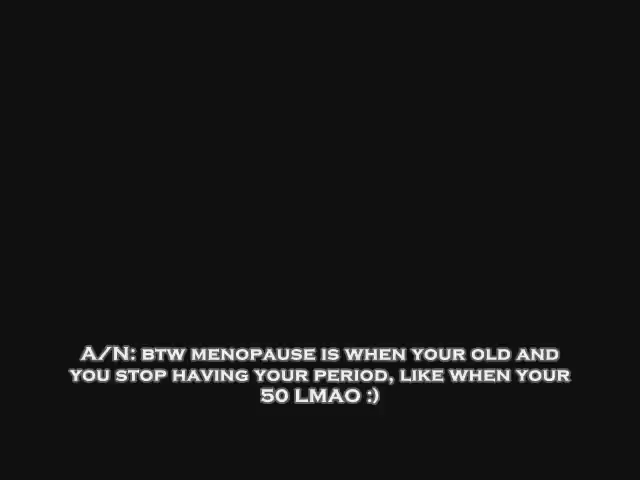 A/N: BTW MENOPAUSE IS WHEN YOUR OLD AND
YOU STOP HAVING YOUR PERIOD, LIKE WHEN YOUR
50 LMAO :)